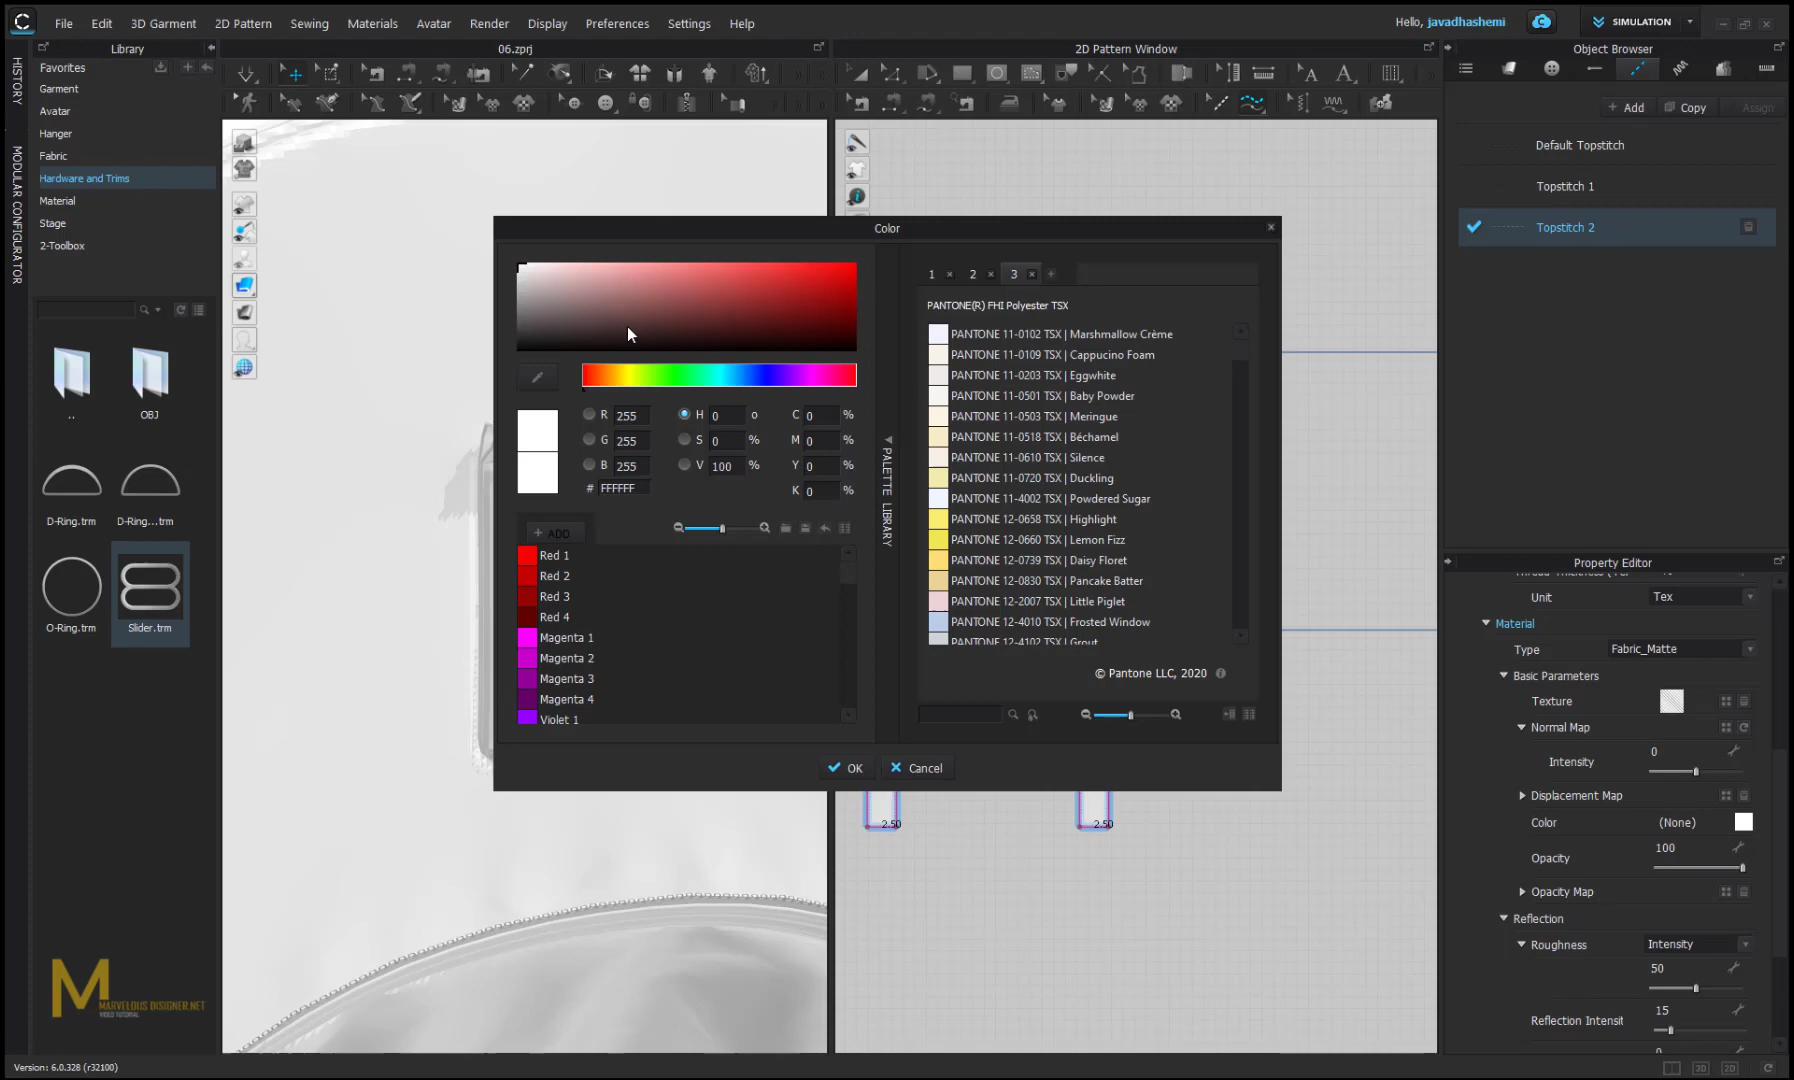 File Edit 3D Garment 2D Pattern Sewing Materials Avatar Render Display Preferences Settings Help
Hello, javadhashemi
SIMULATION
HISTORY
MODULAR CONFIGURATOR
Library
Favorites
Garment
Avatar
Hanger
Fabric
Hardware and Trims
Material
Stage
2-Toolbox
..
OBJ
D-Ring.trm
D-Ring...trm
O-Ring.trm
Slider.trm
MARVELOUS DISIGNER.NET
VIDEO TUTORIAL
Version: 6.0.328 (r32100)
06.zprj
2D Pattern Window
Color
R 255
G 255
B 255
# FFFFFF
H 0 o
S 0 %
V 100 %
C 0 %
M 0 %
Y 0 %
K 0 %
+ ADD
Red 1
Red 2
Red 3
Red 4
Magenta 1
Magenta 2
Magenta 3
Magenta 4
Violet 1
PALETTE LIBRARY
1 2 3
PANTONE(R) FHI Polyester TSX
PANTONE 11-0102 TSX | Marshmallow Crème
PANTONE 11-0109 TSX | Cappucino Foam
PANTONE 11-0203 TSX | Eggwhite
PANTONE 11-0501 TSX | Baby Powder
PANTONE 11-0503 TSX | Meringue
PANTONE 11-0518 TSX | Béchamel
PANTONE 11-0610 TSX | Silence
PANTONE 11-0720 TSX | Duckling
PANTONE 11-4002 TSX | Powdered Sugar
PANTONE 12-0658 TSX | Highlight
PANTONE 12-0660 TSX | Lemon Fizz
PANTONE 12-0739 TSX | Daisy Floret
PANTONE 12-0830 TSX | Pancake Batter
PANTONE 12-2007 TSX | Little Piglet
PANTONE 12-4010 TSX | Frosted Window
PANTONE 12-4102 TSX | Grout
© Pantone LLC, 2020
OK
Cancel
2.50
2.50
Object Browser
+ Add
Copy
Assign
Default Topstitch
Topstitch 1
Topstitch 2
Property Editor
Unit Tex
Material
Type Fabric_Matte
Basic Parameters
Texture
Normal Map
0
Intensity
Displacement Map
Color (None)
100
Opacity
Opacity Map
Reflection
Roughness Intensity
50
15
Reflection Intensit
3D
2D